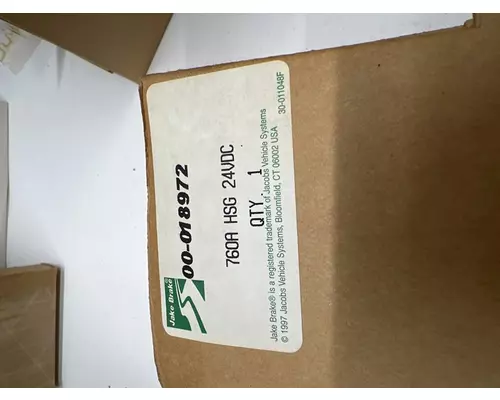 Jake Brake®
00-018972
760A HSG 24VDC
QTY. 1
Jake Brake® is a registered trademark of Jacobs Vehicle Systems
© 1997 Jacobs Vehicle Systems, Bloomfield, CT 06002 USA
30-011048F